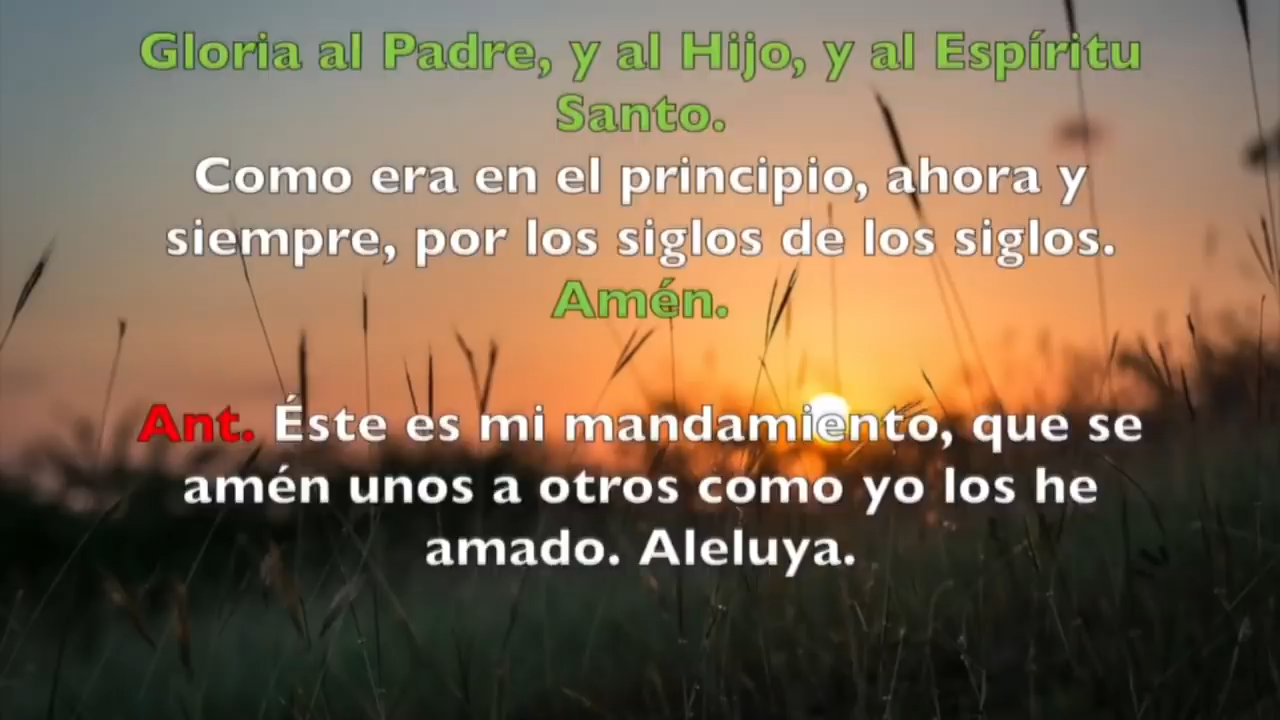 Gloria al Padre, y al Hijo, y al Espíritu
Santo.
Como era en el principio, ahora y
siempre, por los siglos de los siglos.
Amén.
Ant. Éste es mi mandamiento, que se
amén unos a otros como yo los he
amado. Aleluya.